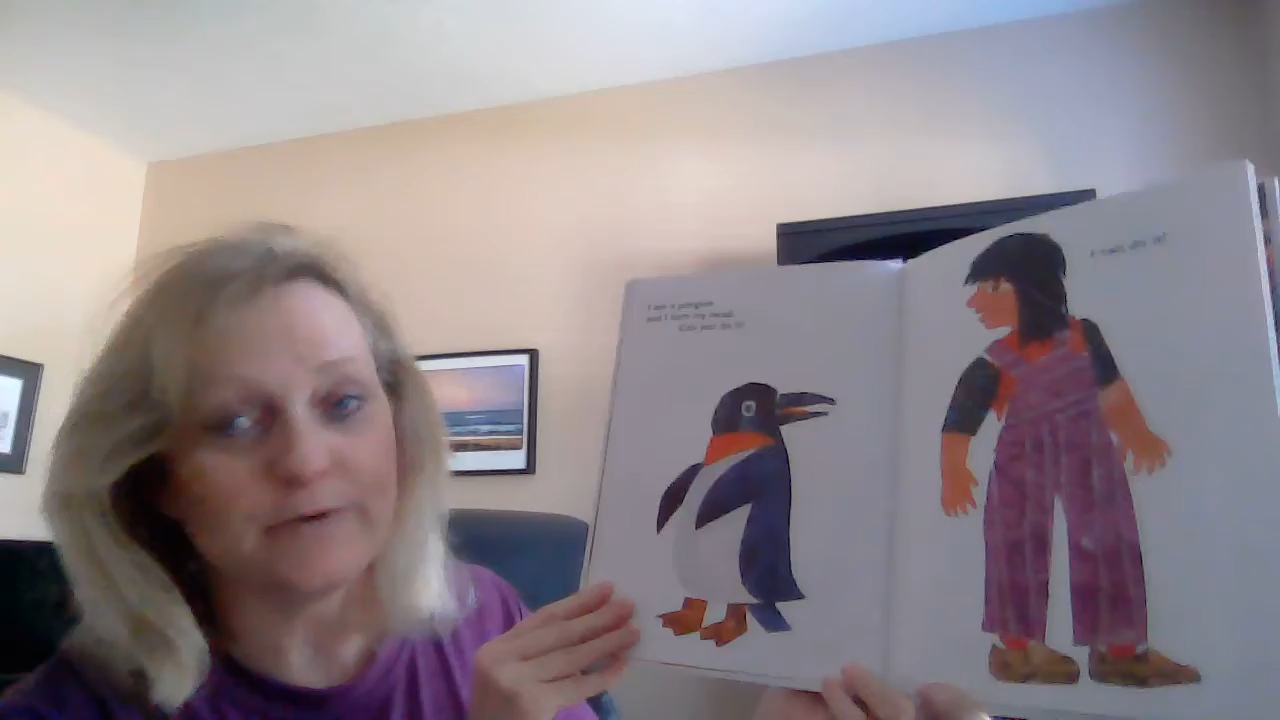 I am a penguin
and I turn my head.
Can you do it?
I can do it!